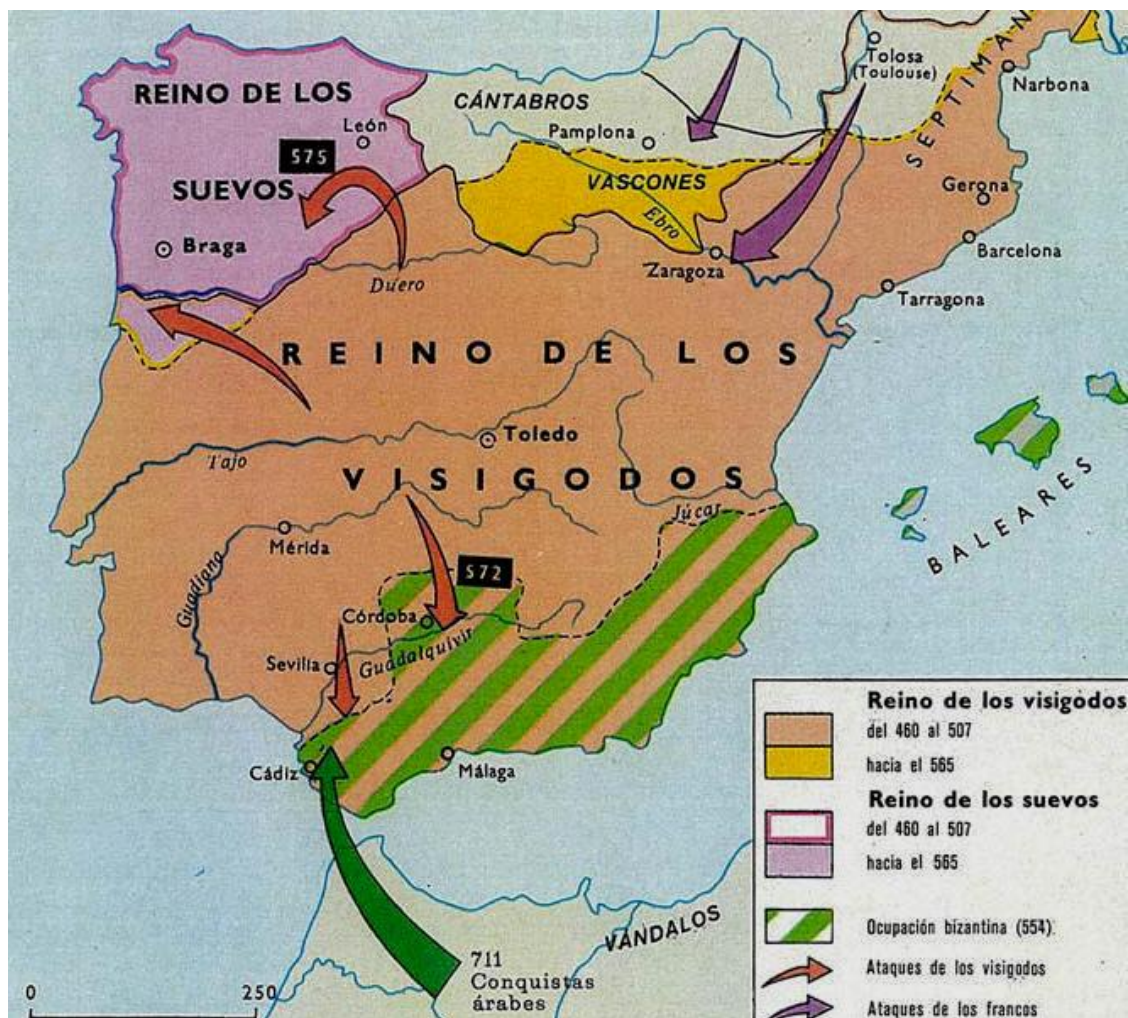 REINO DE LOS
SUEVOS
León
575
Braga
CÁNTABROS
Pamplona
VASCONES
Ebro
Tolosa
(Toulouse)
SEPTIMAN
Narbona
Gerona
Barcelona
Zaragoza
Tarragona
Duero
REINO DE LOS
VISIGODOS
Toledo
Tajo
Júcar
Mérida
Guadiana
572
Córdoba
Sevilla
Guadalquivir
Cádiz
Málaga
BALEARES
VANDALOS
711
Conquistas
árabes
0 250
Reino de los visigodos
del 460 al 507
hacia el 565
Reino de los suevos
del 460 al 507
hacia el 565
Ocupación bizantina (554)
Ataques de los visigodos
Ataques de los francos